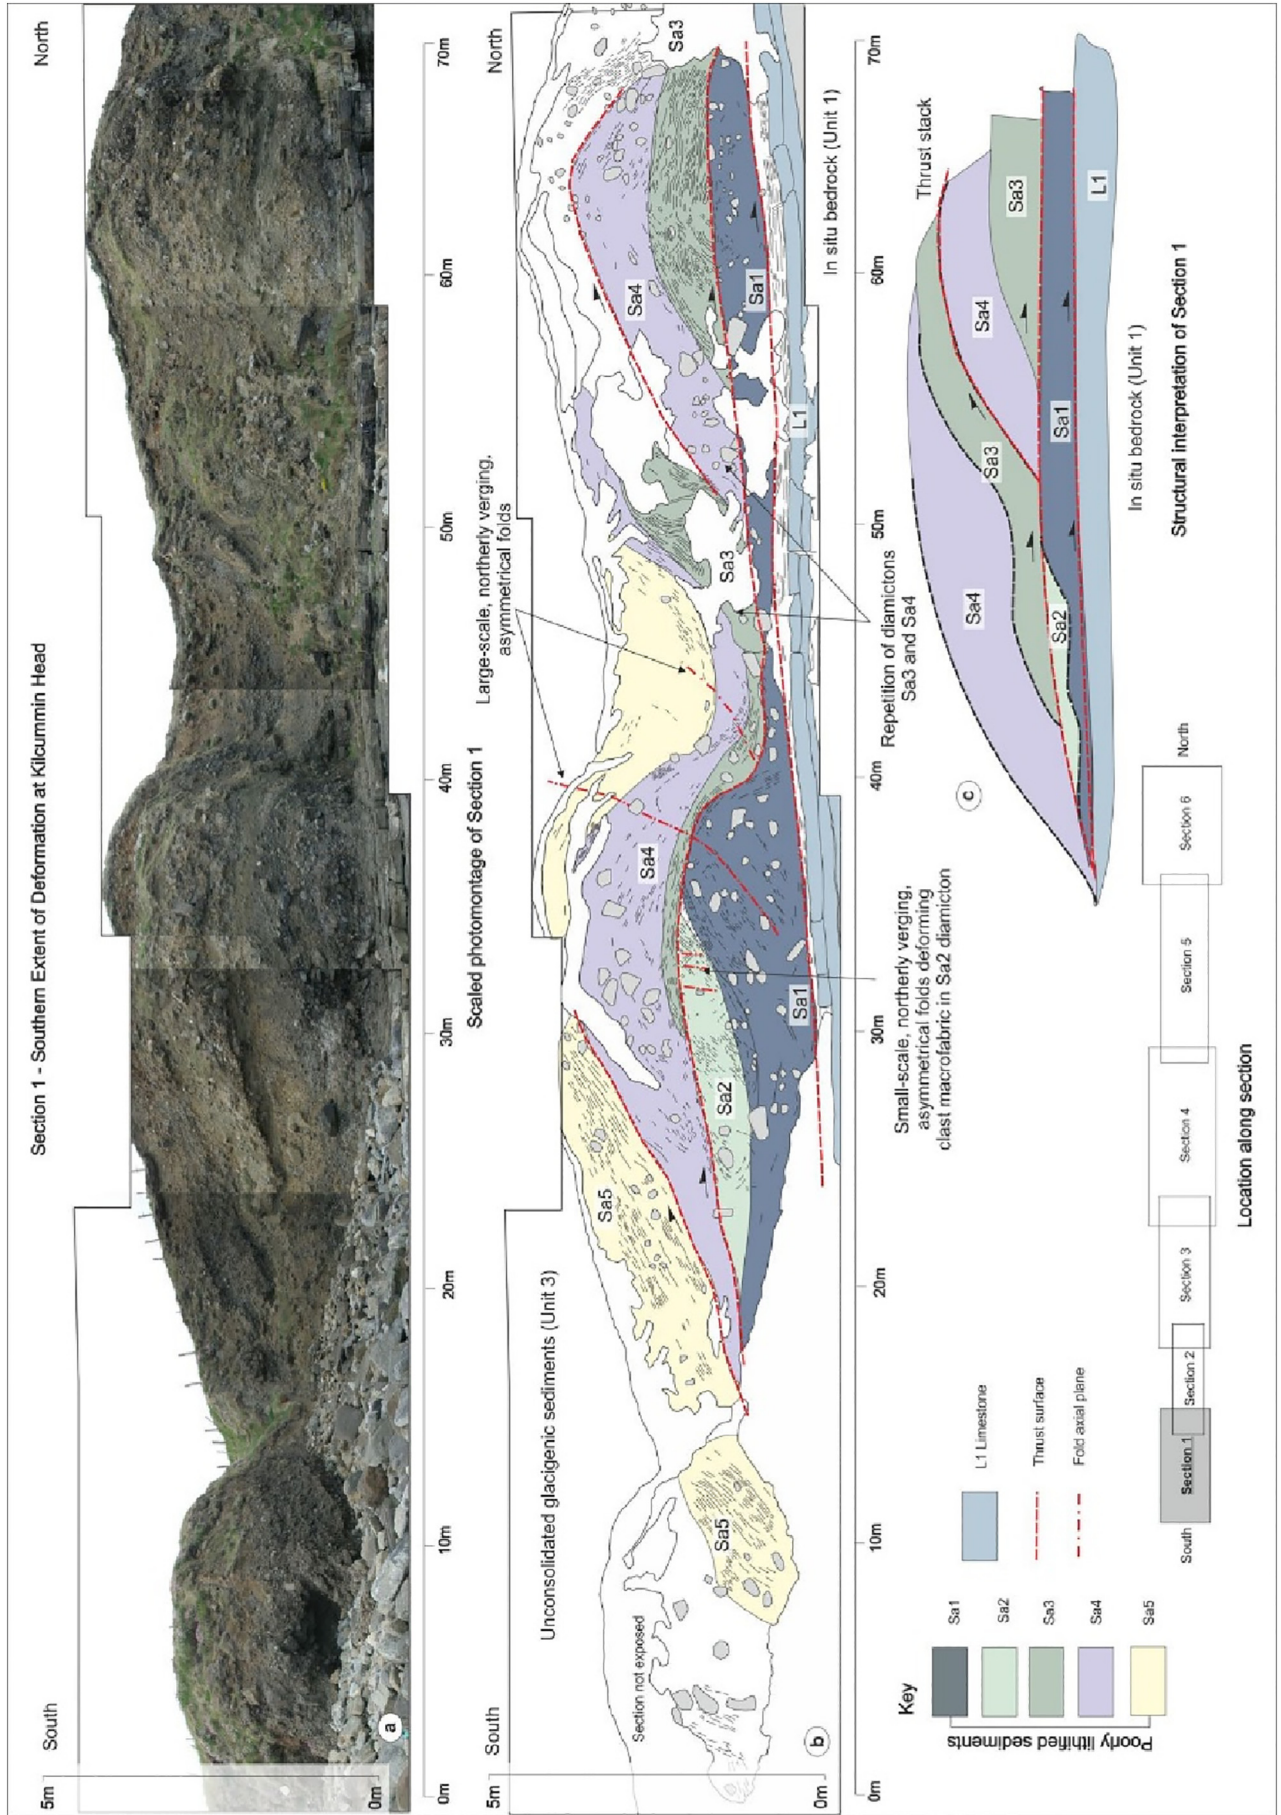 Section 1 - Southern Extent of Deformation at Kilcummin Head
South
North
5m
0m
a
0m
10m
20m
30m
40m
50m
60m
70m
Scaled photomontage of Section 1
South
North
5m
0m
b
Unconsolidated glacigenic sediments (Unit 3)
Section not exposed
Large-scale, northerly verging,
asymmetrical folds
Sa5
Sa5
Sa2
Sa1
Sa4
Sa3
Sa4
Sa1
Sa3
L1
In situ bedrock (Unit 1)
0m
10m
20m
30m
40m
50m
60m
70m
Small-scale, northerly verging,
asymmetrical folds deforming
clast macrofabric in Sa2 diamicton
Repetition of diamictons
Sa3 and Sa4
Key
Poorly lithified sediments
Sa1
Sa2
Sa3
Sa4
Sa5
L1 Limestone
Thrust surface
Fold axial plane
c
Thrust stack
Sa4
Sa3
Sa2
Sa4
Sa3
Sa1
L1
In situ bedrock (Unit 1)
Structural interpretation of Section 1
South
North
Section 1
Section 2
Section 3
Section 4
Section 5
Section 6
Location along section